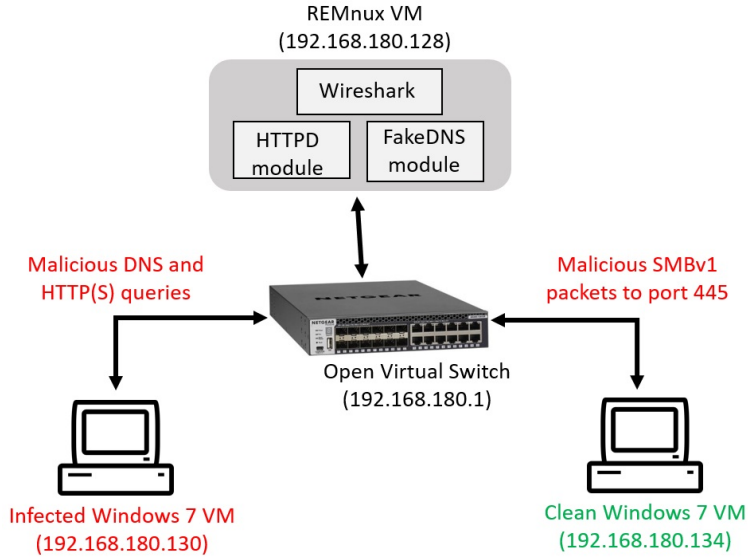 REMnux VM
(192.168.180.128)
Wireshark
HTTPD
module
FakeDNS
module
Malicious DNS and
HTTP(S) queries
Malicious SMBv1
packets to port 445
NETGEAR
NETGEAR
Open Virtual Switch
(192.168.180.1)
Infected Windows 7 VM
(192.168.180.130)
Clean Windows 7 VM
(192.168.180.134)